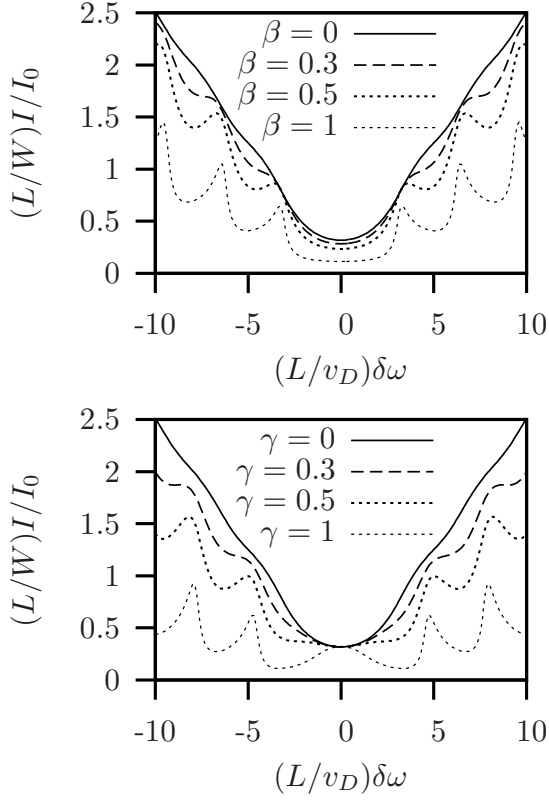 2.5
2
1.5
1
0.5
0
(L/W)I/I₀
β = 0
β = 0.3
β = 0.5
β = 1
-10 -5 0 5 10
(L/v_D)δω
2.5
2
1.5
1
0.5
0
(L/W)I/I₀
γ = 0
γ = 0.3
γ = 0.5
γ = 1
-10 -5 0 5 10
(L/v_D)δω